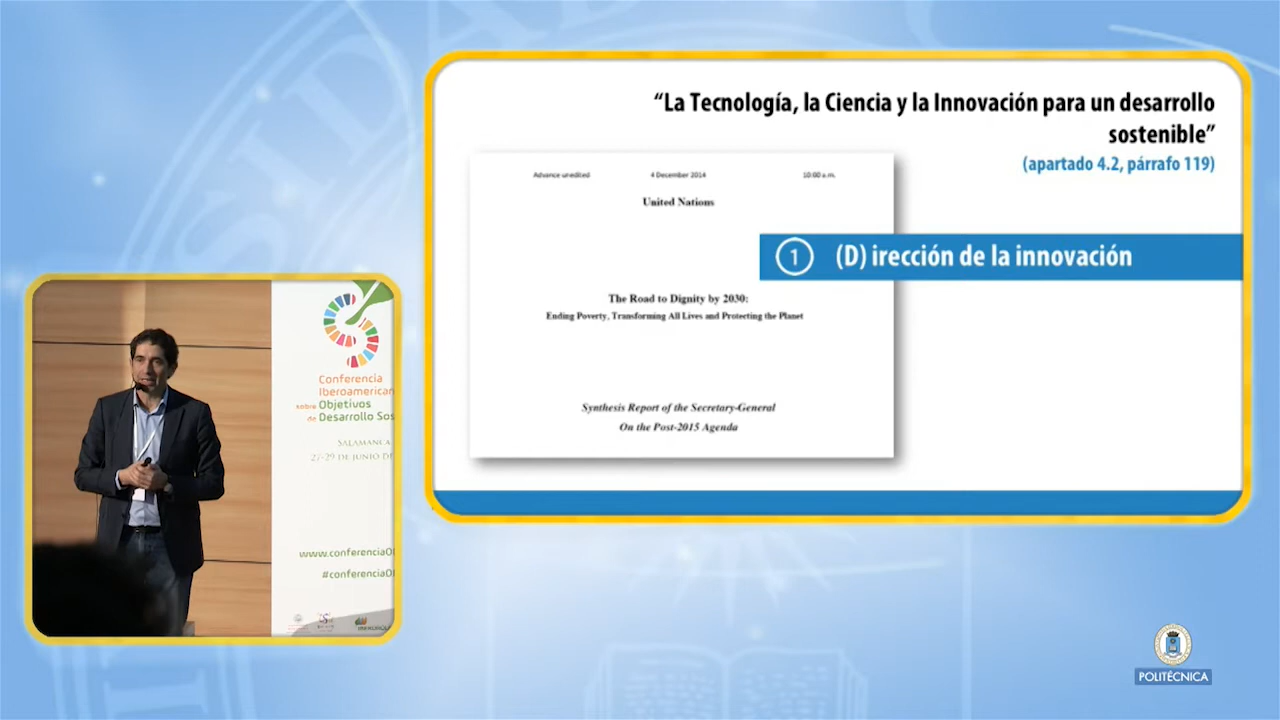 “La Tecnología, la Ciencia y la Innovación para un desarrollo
sostenible”
(apartado 4.2, párrafo 119)
Advance unedited 4 December 2014 10:00 a.m.
United Nations
1 (D) irección de la innovación
The Road to Dignity by 2030:
Ending Poverty, Transforming All Lives and Protecting the Planet
Synthesis Report of the Secretary-General
On the Post-2015 Agenda
Conferencia
Iberoamerican
sobre Objetivos
de Desarrollo Sos
SALAMANCA
27-29 DE JUNIO DE
www.conferenciaO
#conferenciaO
POLITÉCNICA